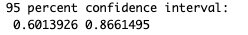 95 percent confidence interval:
0.6013926 0.8661495